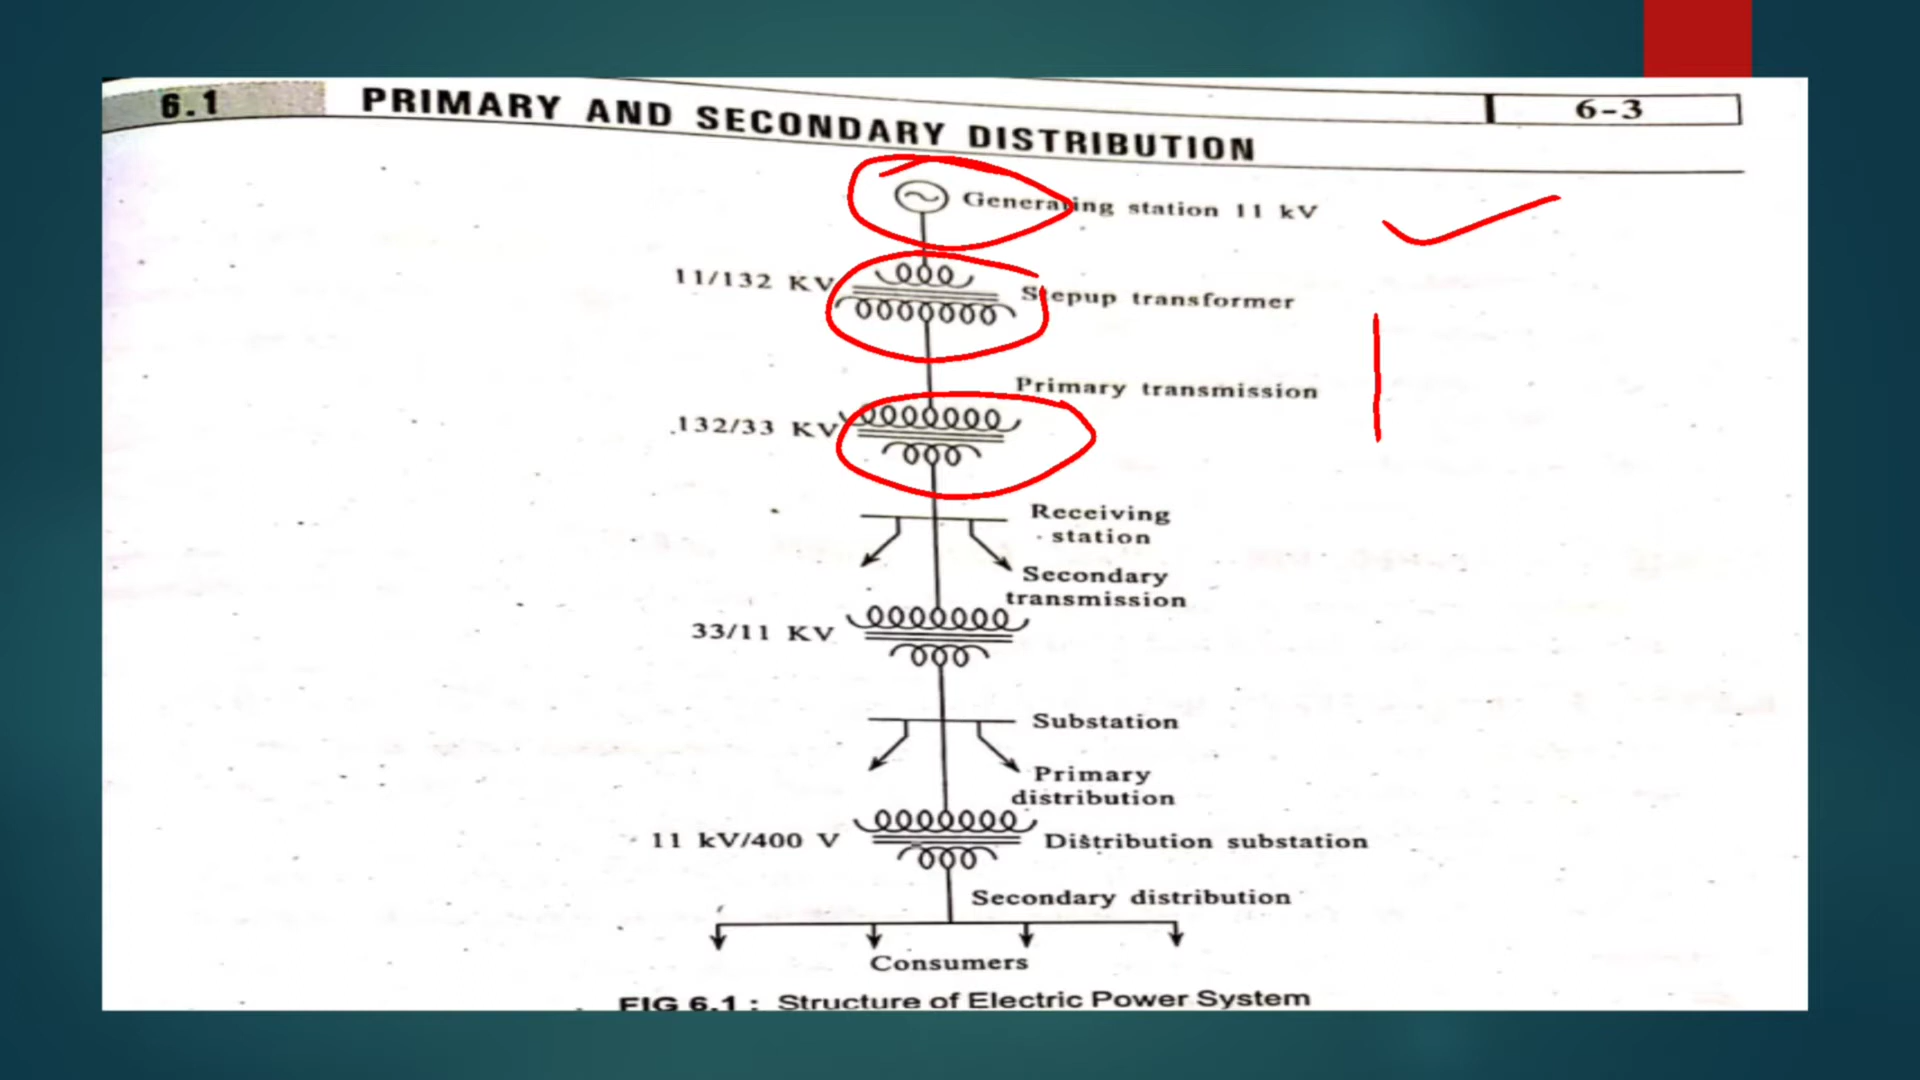 6.1 PRIMARY AND SECONDARY DISTRIBUTION 6-3
Generating station 11 kV
11/132 KV Stepup transformer
Primary transmission
132/33 KV
Receiving
station
Secondary
transmission
33/11 KV
Substation
Primary
distribution
11 kV/400 V Distribution substation
Secondary distribution
Consumers
FIG 6.1 : Structure of Electric Power System